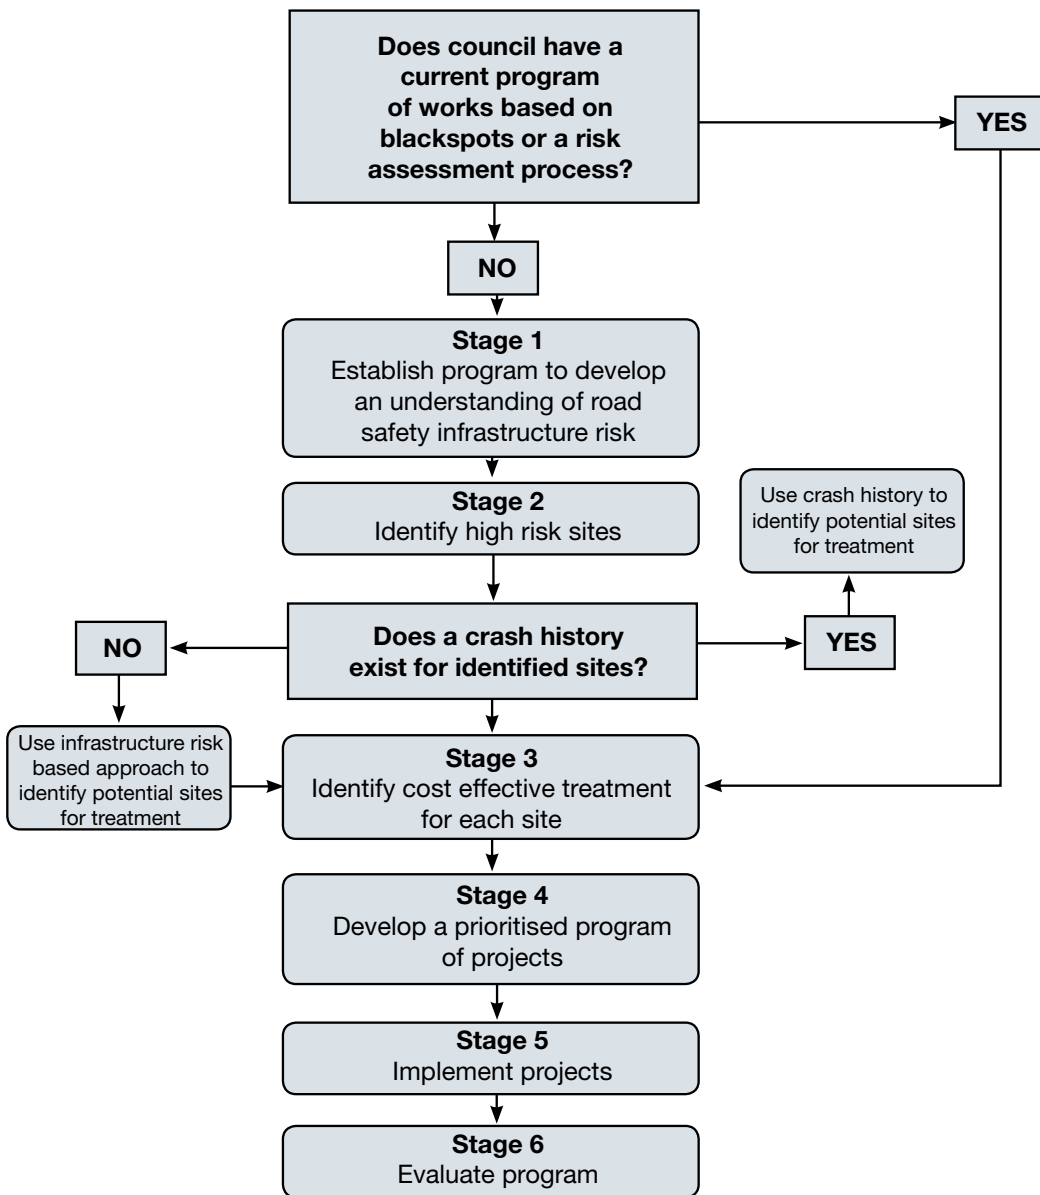 Does council have a
current program
of works based on
blackspots or a risk
assessment process?
YES
NO
Stage 1
Establish program to develop
an understanding of road
safety infrastructure risk
Stage 2
Identify high risk sites
Use crash history to
identify potential sites
for treatment
Does a crash history
exist for identified sites?
NO
YES
Use infrastructure risk
based approach to
identify potential sites
for treatment
Stage 3
Identify cost effective treatment
for each site
Stage 4
Develop a prioritised program
of projects
Stage 5
Implement projects
Stage 6
Evaluate program